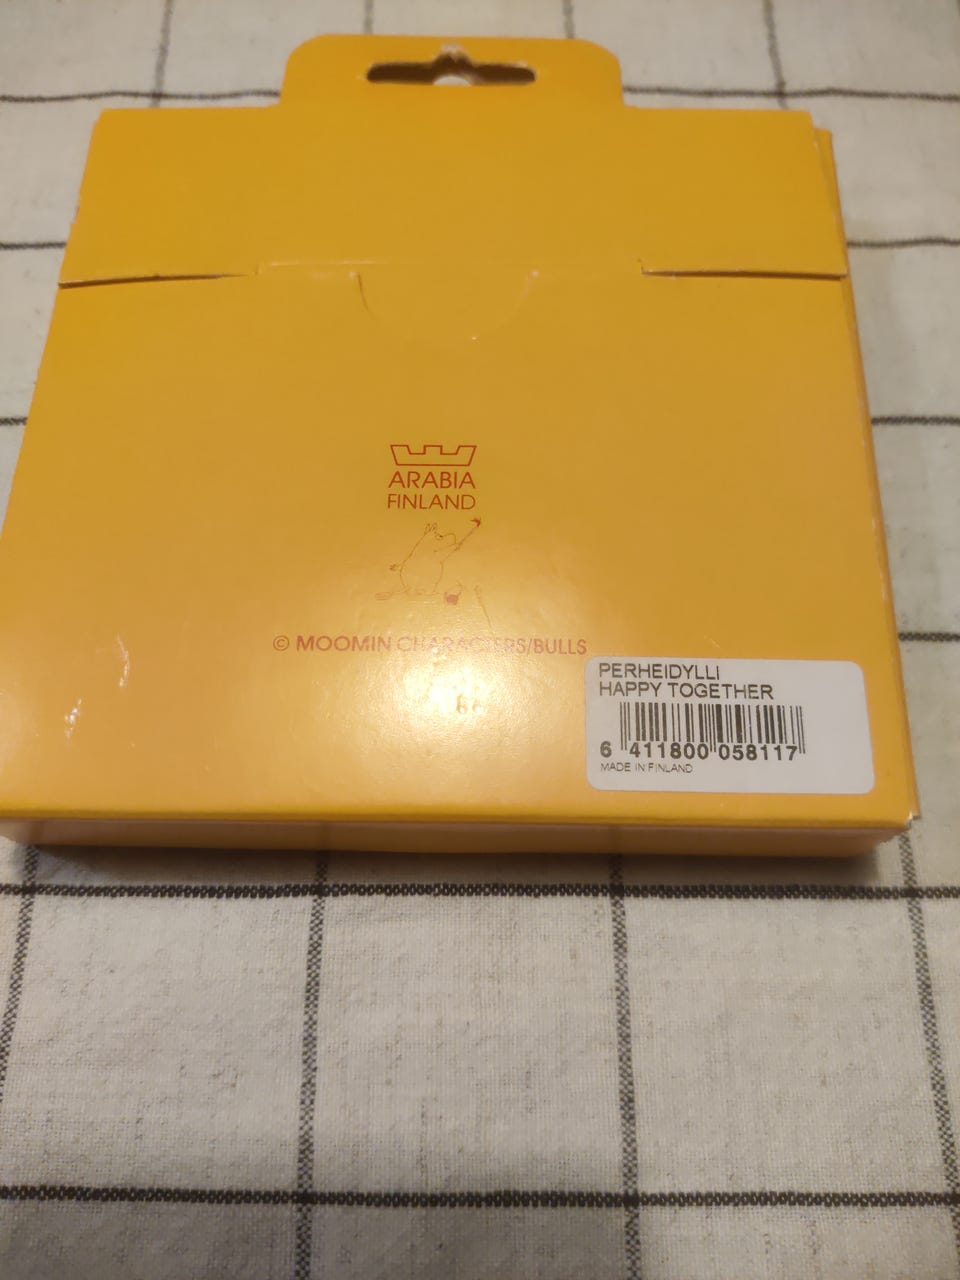 ARABIA
FINLAND
© MOOMIN CHARACTERS/BULLS
PERHEIDYLLI
HAPPY TOGETHER
6 411800 058117
MADE IN FINLAND